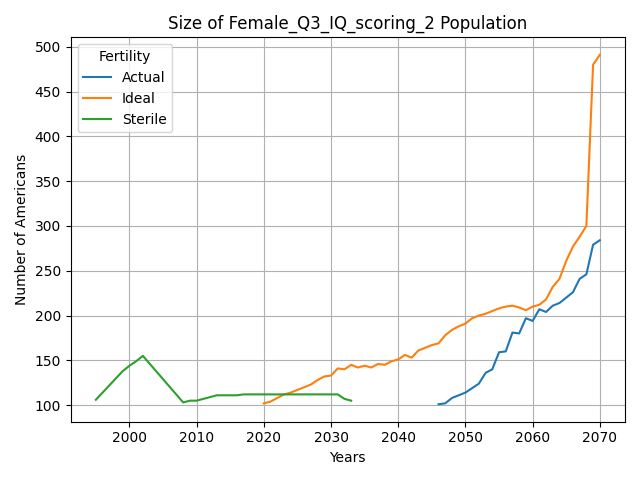 Size of Female_Q3_IQ_scoring_2 Population
Fertility
Actual
Ideal
Sterile
Number of Americans
500
450
400
350
300
250
200
150
100
2000 2010 2020 2030 2040 2050 2060 2070
Years